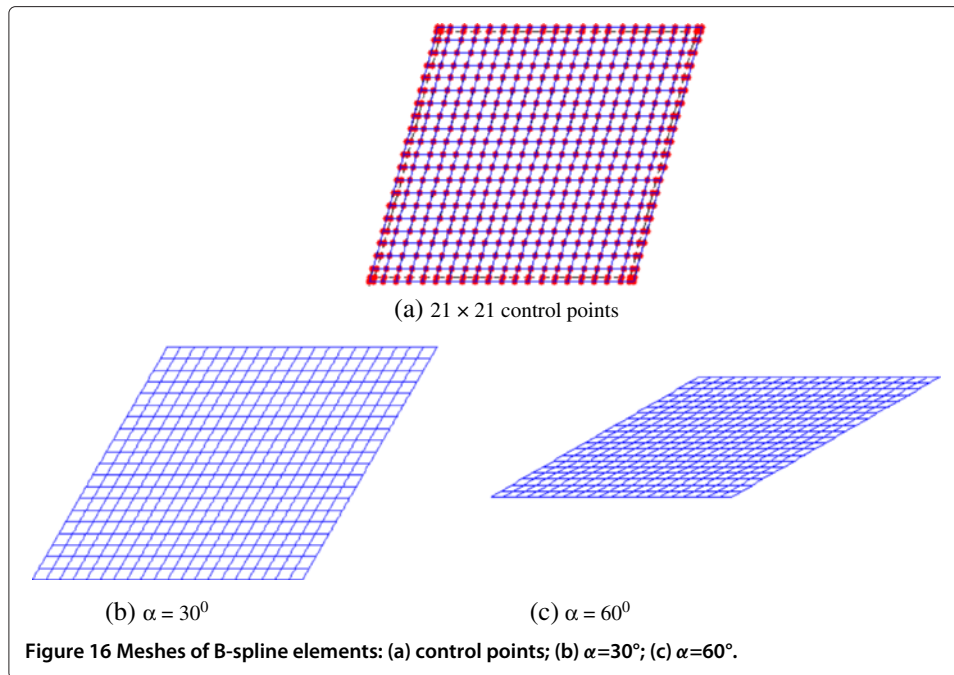 (a) 21 × 21 control points
(b) α = 30⁰
(c) α = 60⁰
Figure 16 Meshes of B-spline elements: (a) control points; (b) α=30°; (c) α=60°.